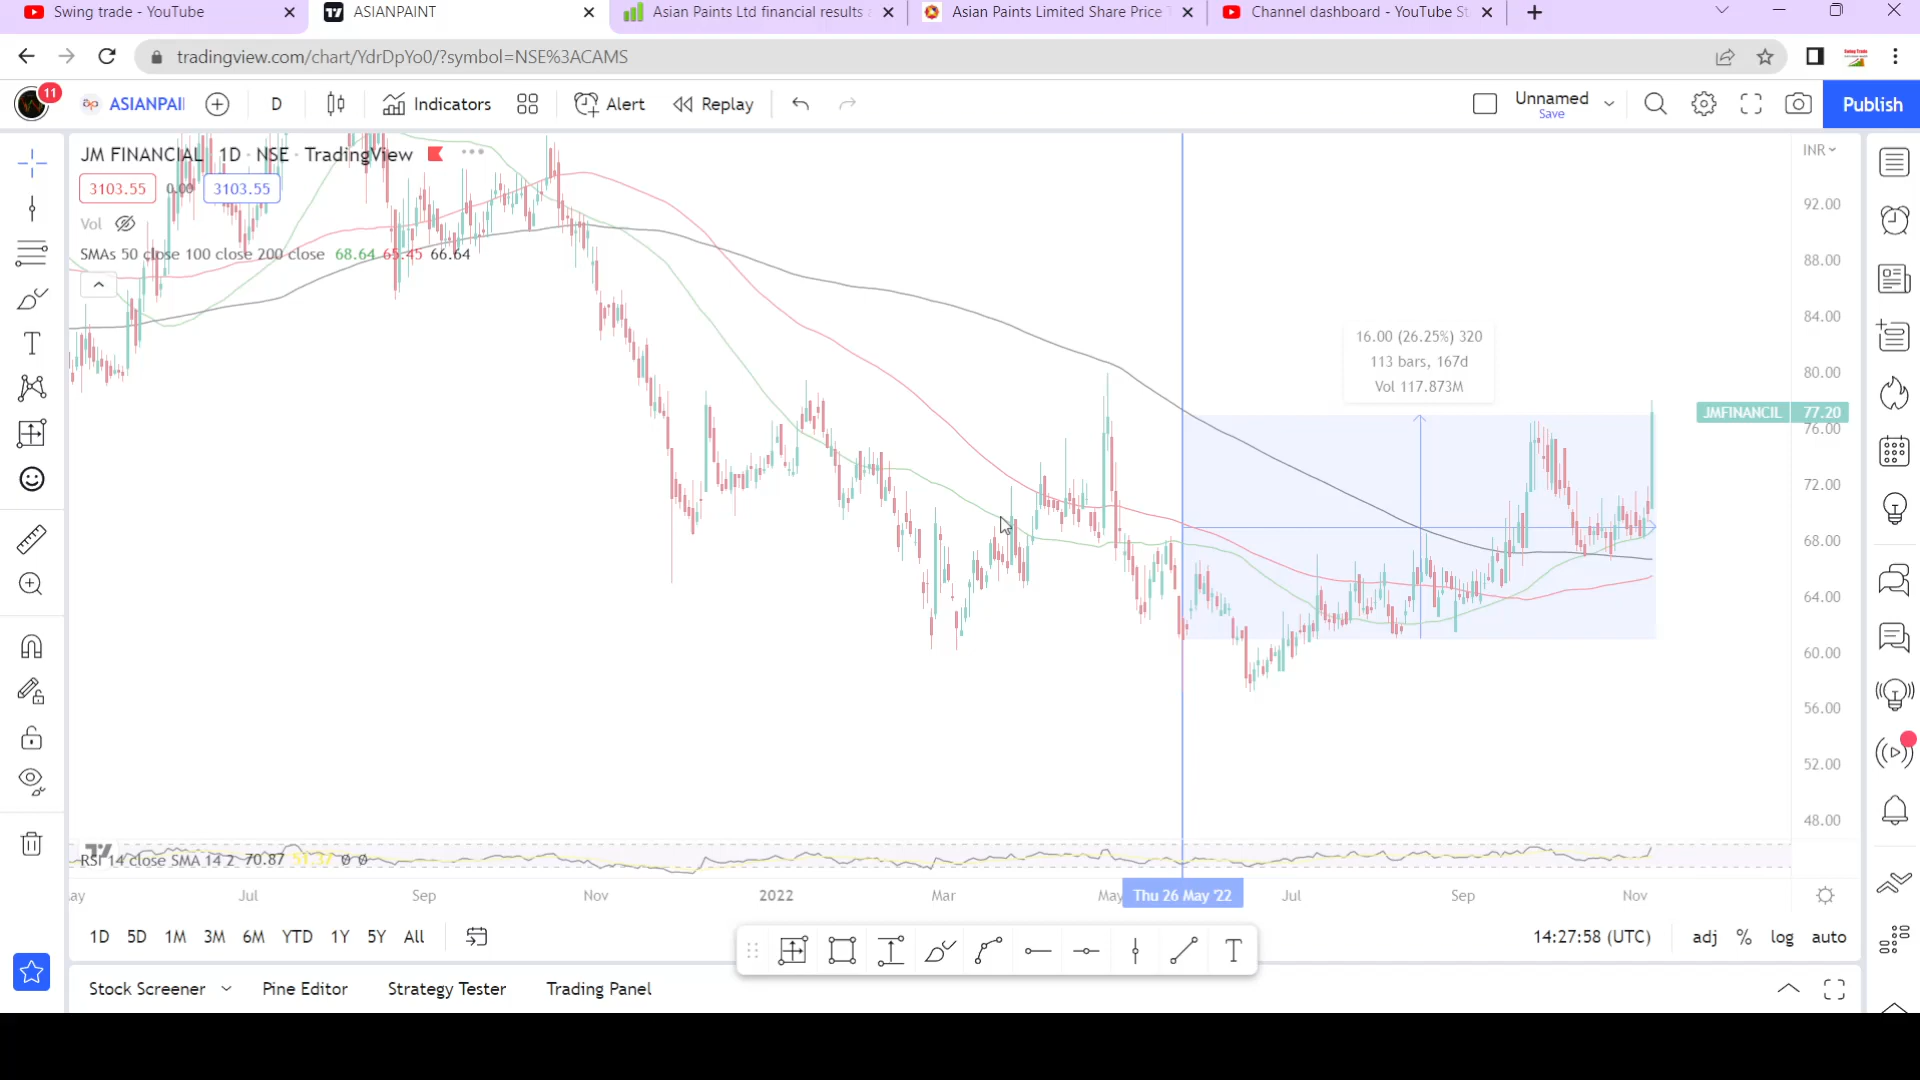 Swing trade - YouTube
ASIANPAINT
Asian Paints Ltd financial results a
Asian Paints Limited Share Price T
Channel dashboard - YouTube St
tradingview.com/chart/YdrDpYo0/?symbol=NSE%3ACAMS
11
ASIANPAI
D
Indicators
Alert
Replay
Unnamed
Save
Publish
JM FINANCIAL · 1D · NSE · TradingView
INR
3103.55
0.00
3103.55
Vol
SMAs 50 close 100 close 200 close 68.64 65.45 66.64
92.00
88.00
84.00
80.00
76.00
72.00
68.00
64.00
60.00
56.00
52.00
48.00
16.00 (26.25%) 320
113 bars, 167d
Vol 117.873M
JMFINANCIL 77.20
RSI 14 close SMA 14 2 70.87 51.37 Ø Ø
ay
Jul
Sep
Nov
2022
Mar
May
Thu 26 May '22
Jul
Sep
Nov
1D 5D 1M 3M 6M YTD 1Y 5Y All
14:27:58 (UTC)
adj % log auto
Stock Screener
Pine Editor
Strategy Tester
Trading Panel